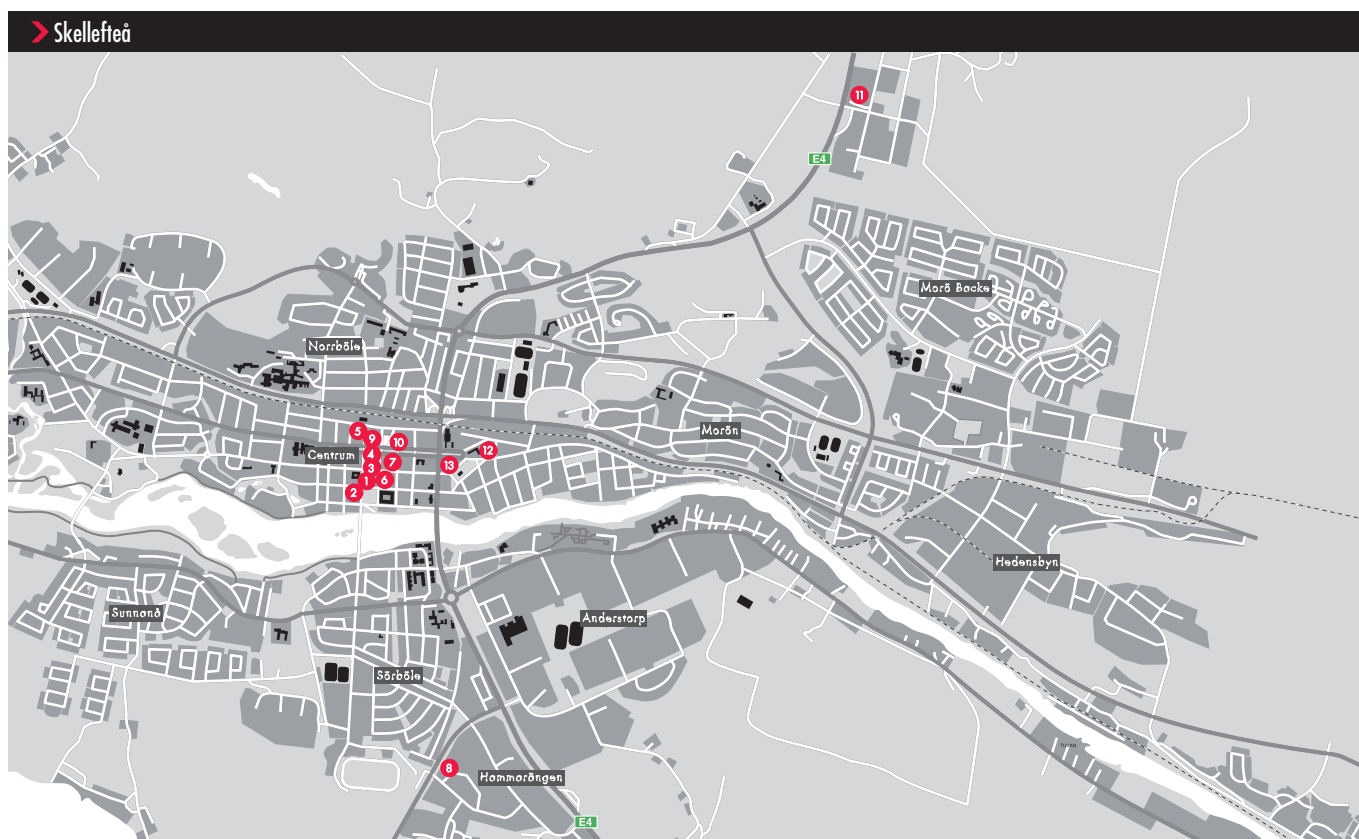 Skellefteå
11
E4
Morö Backe
Norrböle
Morön
5
9
10
Centrum
4
12
13
3
7
1
6
2
Hedensbyn
Sunnanå
Anderstorp
Sörböle
TUVAN
8
Hammarängen
E4